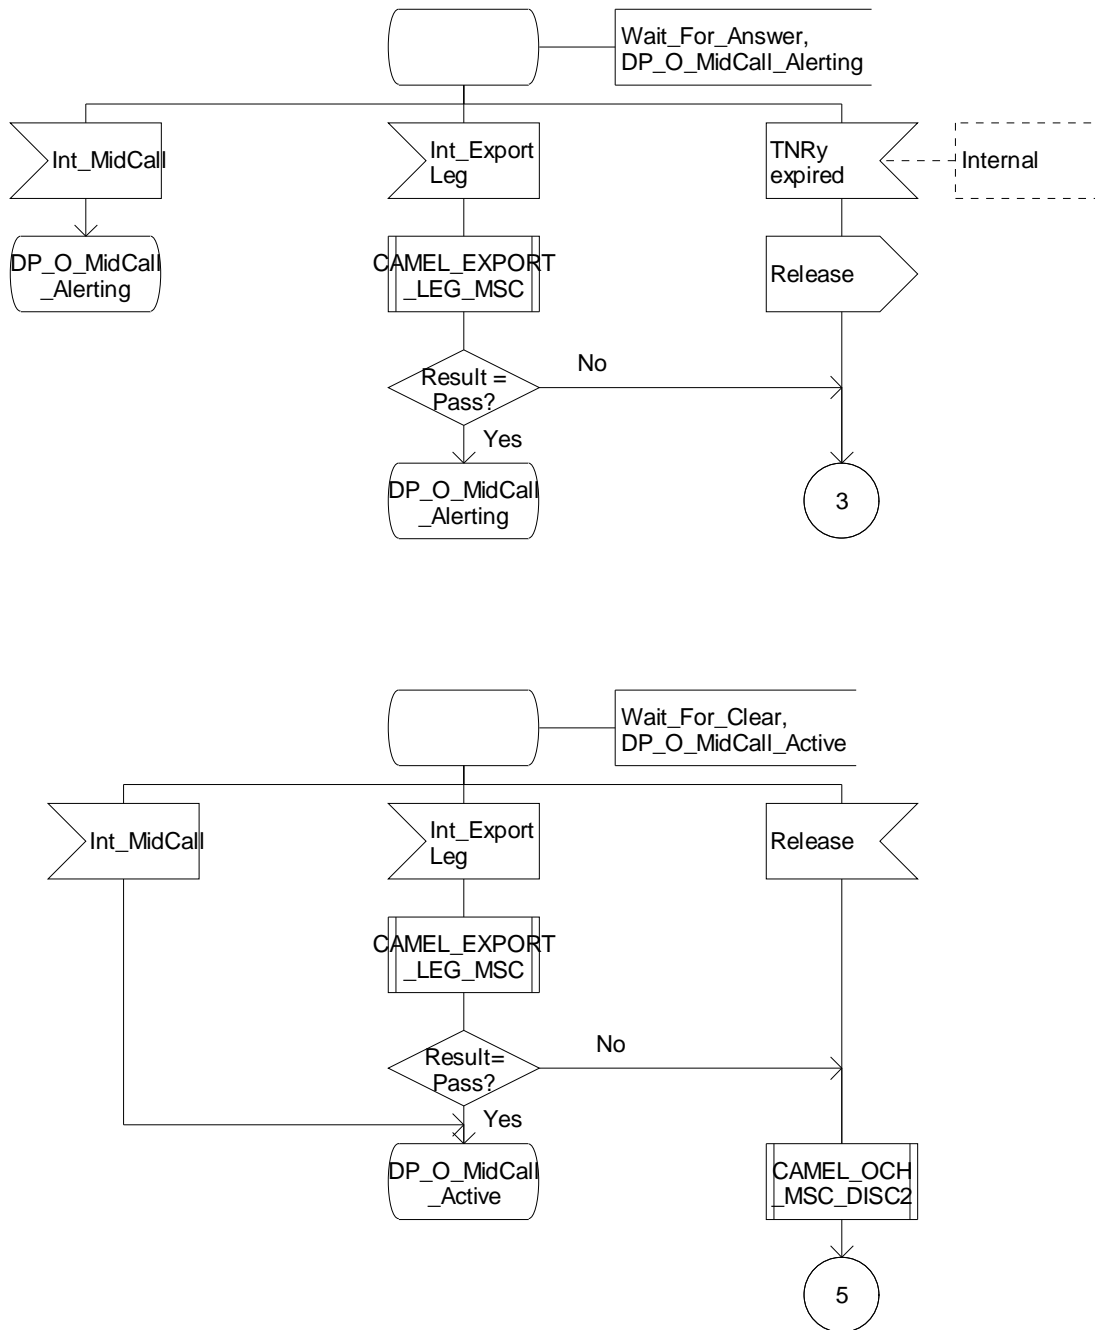 Wait_For_Answer,
DP_O_MidCall_Alerting
Int_MidCall
Int_Export
Leg
TNRy
expired
Internal
DP_O_MidCall
_Alerting
CAMEL_EXPORT
_LEG_MSC
Release
Result =
Pass?
No
Yes
DP_O_MidCall
_Alerting
3
Wait_For_Clear,
DP_O_MidCall_Active
Int_MidCall
Int_Export
Leg
Release
CAMEL_EXPORT
_LEG_MSC
Result=
Pass?
No
Yes
DP_O_MidCall
_Active
CAMEL_OCH
_MSC_DISC2
5